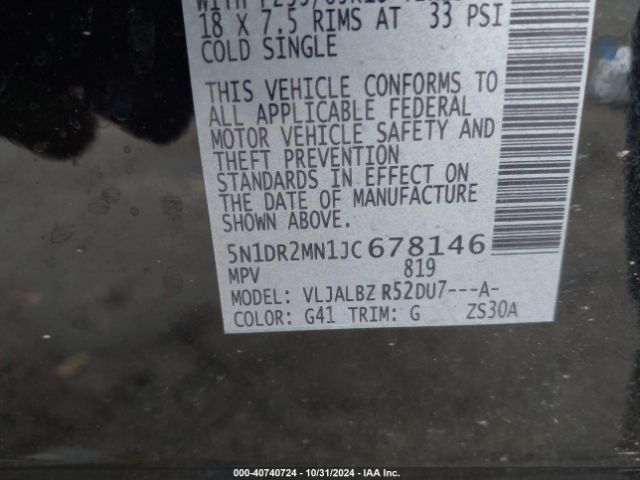 18 X 7.5 RIMS AT 33 PSI
COLD SINGLE
THIS VEHICLE CONFORMS TO
ALL APPLICABLE FEDERAL
MOTOR VEHICLE SAFETY AND
THEFT PREVENTION
STANDARDS IN EFFECT ON
THE DATE OF MANUFACTURE
SHOWN ABOVE.
5N1DR2MN1JC678146
MPV 819
MODEL: VLJALBZ R52DU7---A-
COLOR: G41 TRIM: G ZS30A
000-40740724 - 10/31/2024 - IAA Inc.